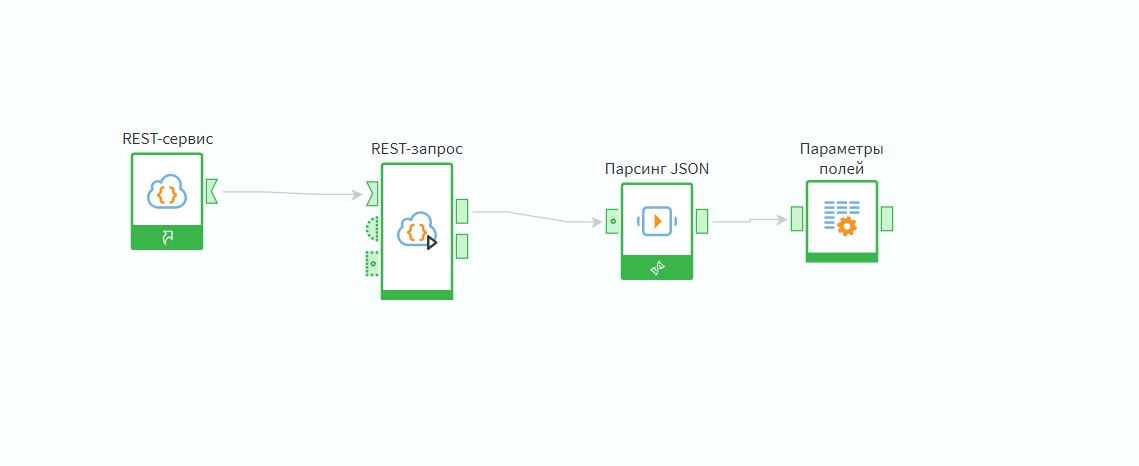 REST-сервис
REST-запрос
Парсинг JSON
Параметры
полей